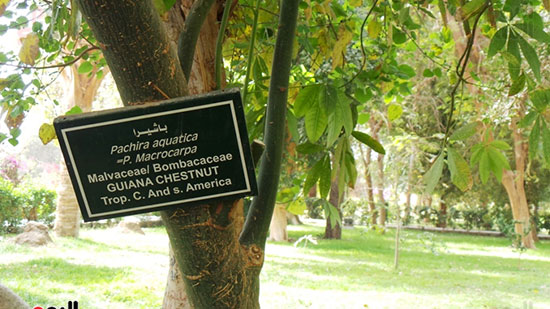 باشيرا
Pachira aquatica
=P. Macrocarpa
Malvaceae/ Bombacaceae
GUIANA CHESTNUT
Trop. C. And s. America